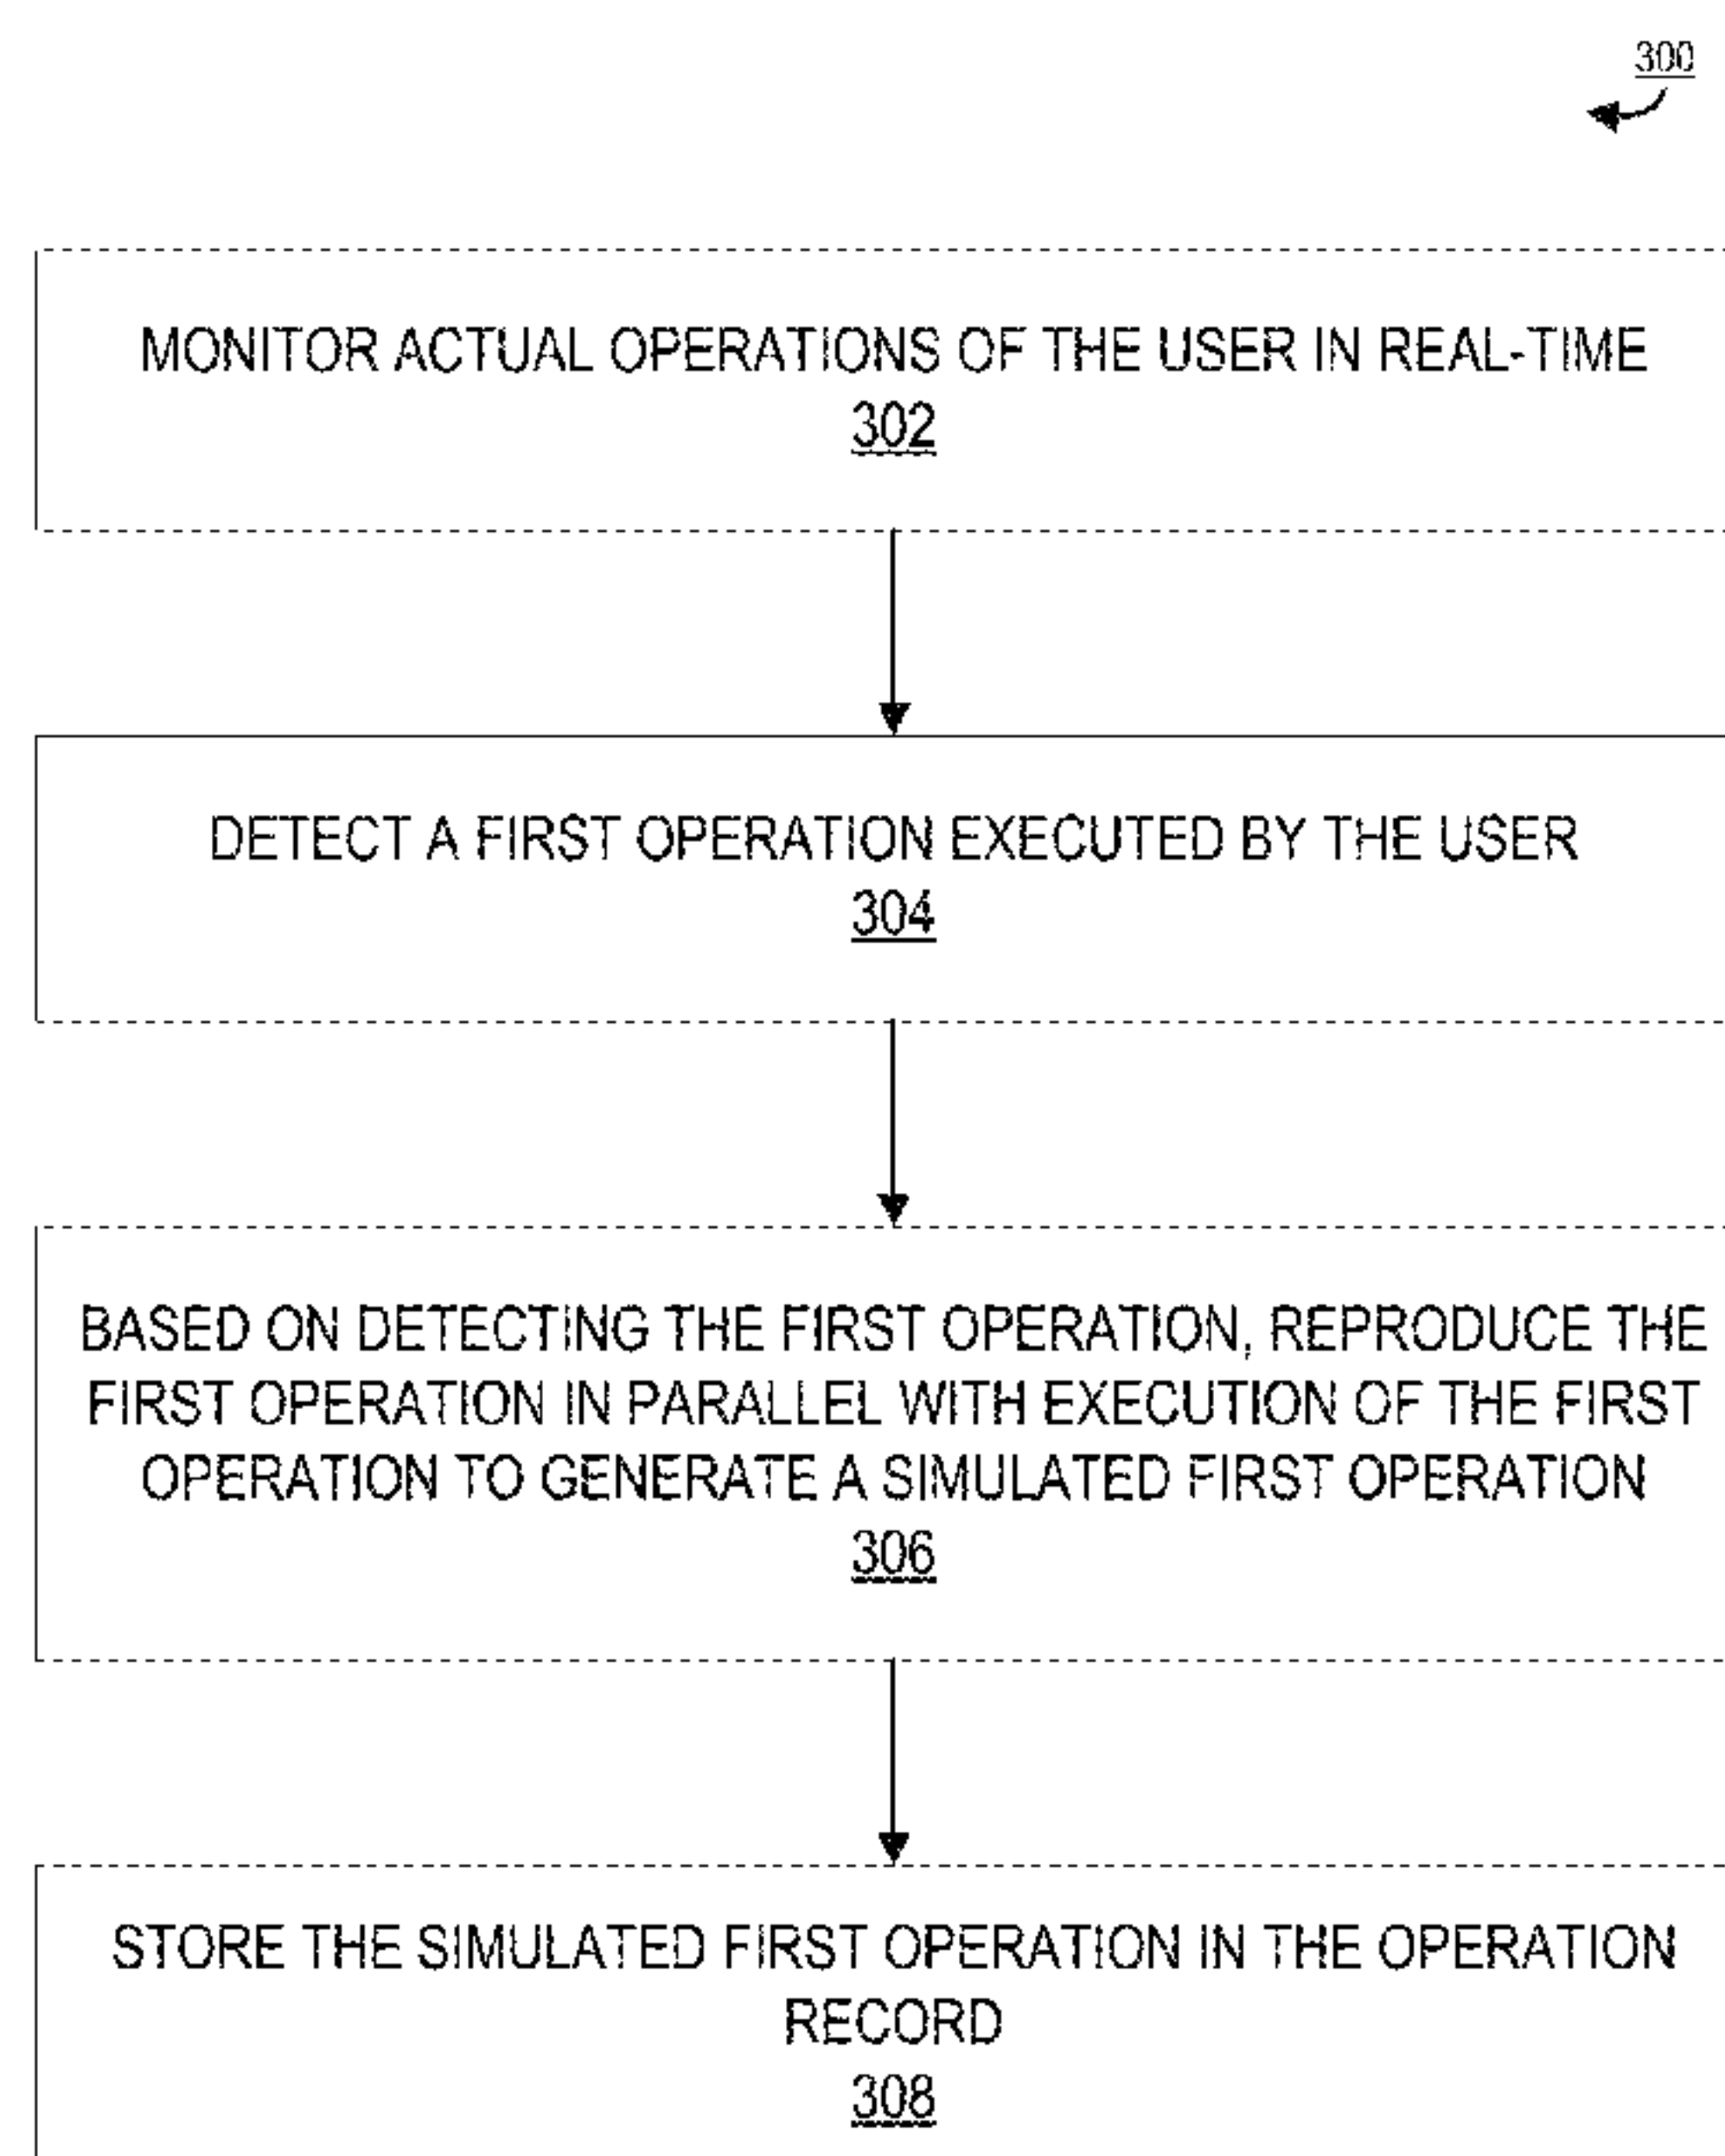 300
MONITOR ACTUAL OPERATIONS OF THE USER IN REAL-TIME
302
DETECT A FIRST OPERATION EXECUTED BY THE USER
304
BASED ON DETECTING THE FIRST OPERATION, REPRODUCE THE
FIRST OPERATION IN PARALLEL WITH EXECUTION OF THE FIRST
OPERATION TO GENERATE A SIMULATED FIRST OPERATION
306
STORE THE SIMULATED FIRST OPERATION IN THE OPERATION
RECORD
308